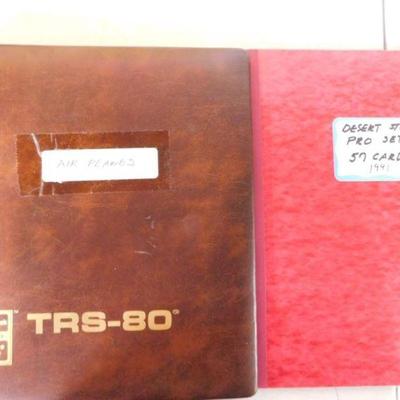 AIR PLANES
TRS-80®
DESERT ST
PRO SET
57 CARD
1991